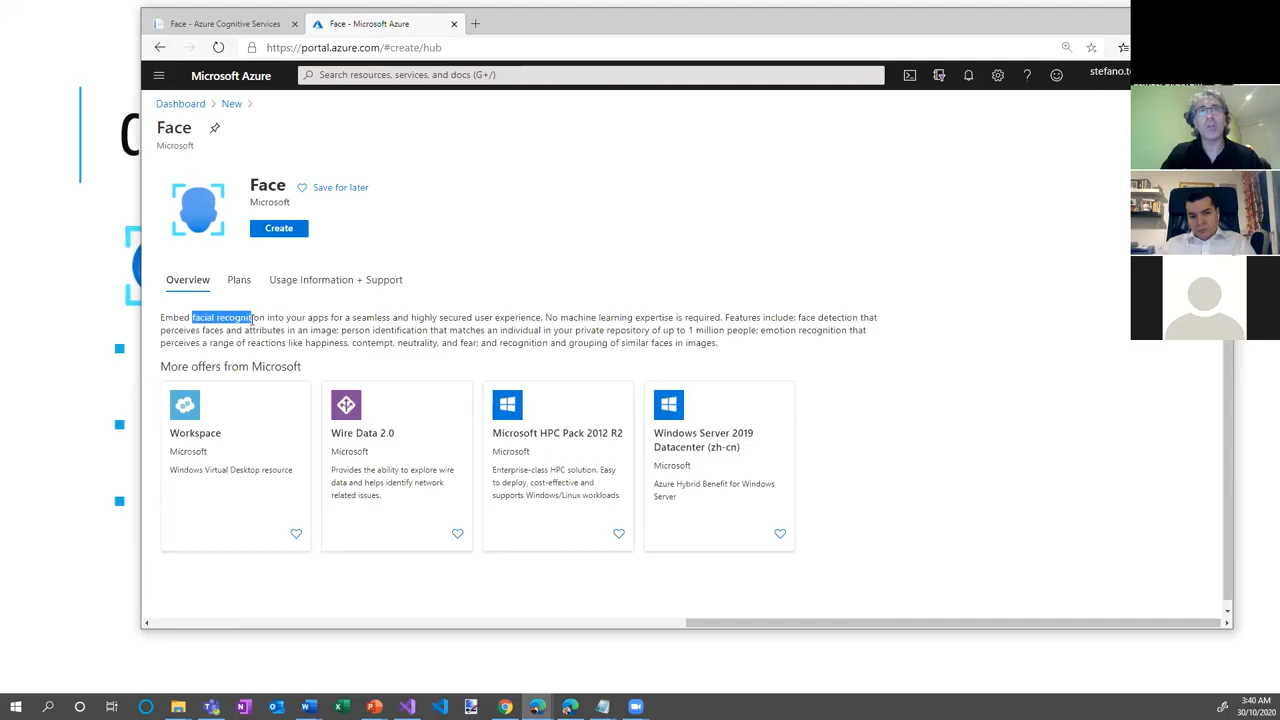 Face - Azure Cognitive Services
Face - Microsoft Azure
https://portal.azure.com/#create/hub
Microsoft Azure
Search resources, services, and docs (G+/)
stefano.t
Dashboard > New >
Face
Microsoft
Face
Save for later
Microsoft
Create
Overview
Plans
Usage Information + Support
Embed facial recognition into your apps for a seamless and highly secured user experience. No machine learning expertise is required. Features include: face detection that
perceives faces and attributes in an image; person identification that matches an individual in your private repository of up to 1 million people; emotion recognition that
perceives a range of reactions like happiness, contempt, neutrality, and fear; and recognition and grouping of similar faces in images.
More offers from Microsoft
Workspace
Microsoft
Windows Virtual Desktop resource
Wire Data 2.0
Microsoft
Provides the ability to explore wire
data and helps identify network
related issues.
Microsoft HPC Pack 2012 R2
Microsoft
Enterprise-class HPC solution. Easy
to deploy, cost-effective and
supports Windows/Linux workloads.
Windows Server 2019
Datacenter (zh-cn)
Microsoft
Azure Hybrid Benefit for Windows
Server
3:40 AM
30/10/2020